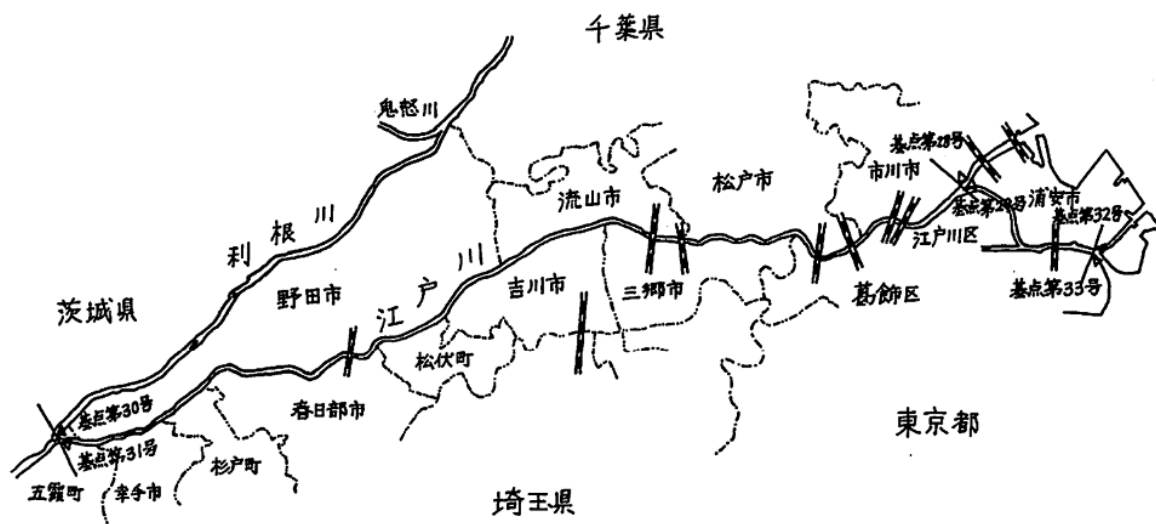 千葉県
鬼怒川
基点第28号
市川市
松戸市
流山市
基点第29号
浦安市
基点第32号
利根川
江戸川区
江戸川
吉川市
三郷市
葛飾区
基点第33号
野田市
茨城県
松伏町
春日部市
基点第30号
基点第31号
杉戸町
五霞町
幸手市
東京都
埼玉県